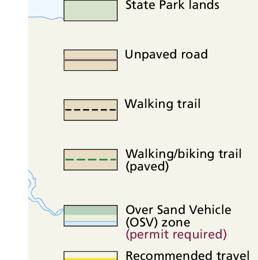 State Park lands
Unpaved road
Walking trail
Walking/biking trail
(paved)
Over Sand Vehicle
(OSV) zone
(permit required)
Recommended travel